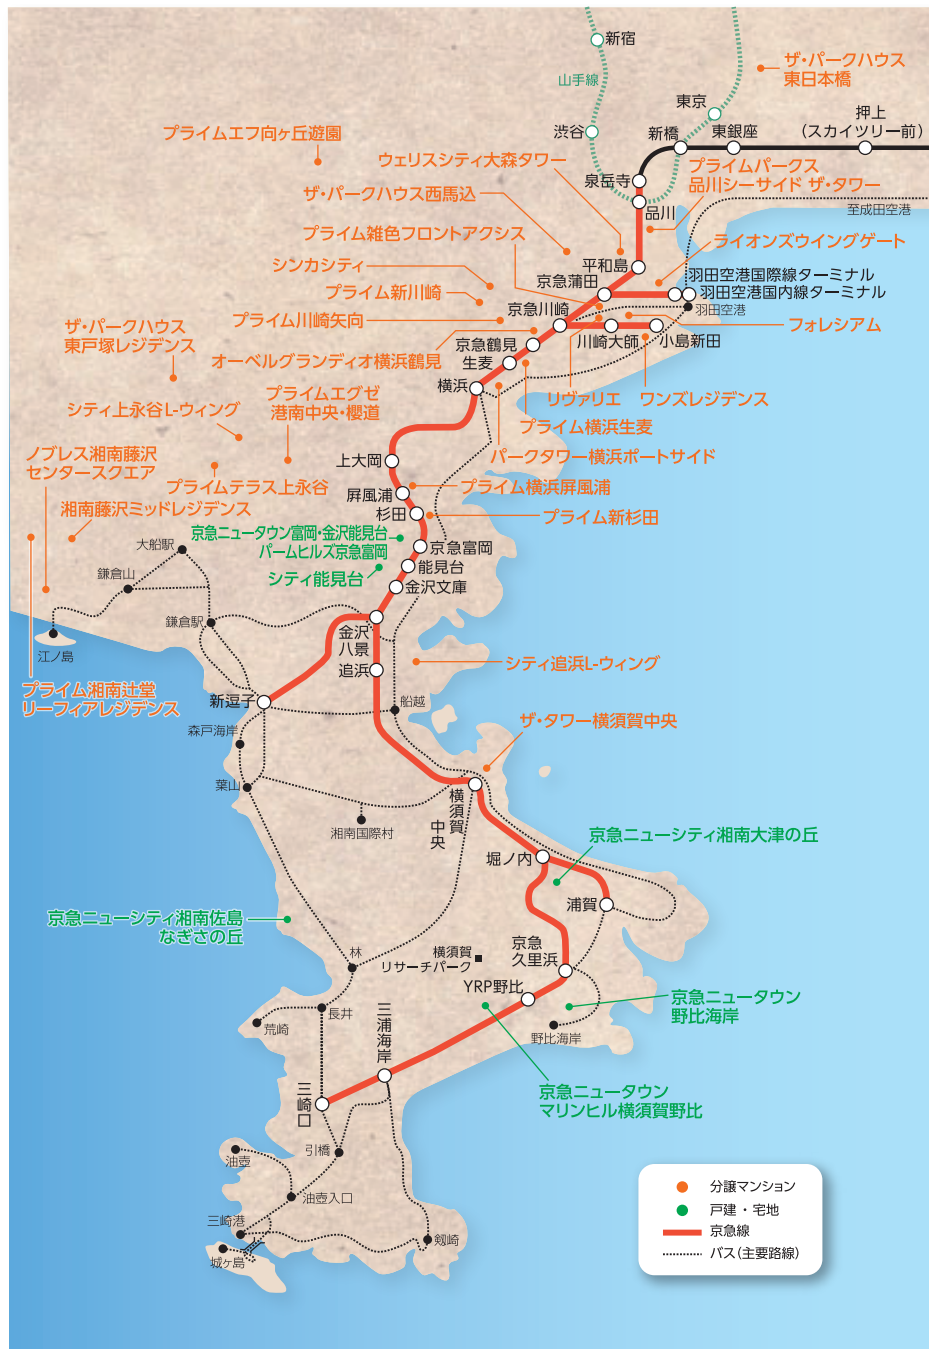 新宿
山手線
ザ・パークハウス
東日本橋
東京
渋谷
新橋
東銀座
押上
(スカイツリー前)
プライムエフ向ヶ丘遊園
ウェリスシティ大森タワー
プライムパークス
品川シーサイド ザ・タワー
泉岳寺
ザ・パークハウス西馬込
品川
至成田空港
プライム雑色フロントアクシス
ライオンズウイングゲート
シンカシティ
平和島
京急蒲田
羽田空港国際線ターミナル
羽田空港国内線ターミナル
プライム新川崎
京急川崎
羽田空港
プライム川崎矢向
フォレシアム
ザ・パークハウス
東戸塚レジデンス
オーベルグランディオ横浜鶴見
京急鶴見
川崎大師
小島新田
生麦
横浜
プライムエグゼ
港南中央・櫻道
リヴァリエ
ワンズレジデンス
シティ上永谷L-ウィング
プライム横浜生麦
ノブレス湘南藤沢
センタースクエア
上大岡
パークタワー横浜ポートサイド
プライムテラス上永谷
屏風浦
プライム横浜屏風浦
湘南藤沢ミッドレジデンス
杉田
プライム新杉田
京急ニュータウン富岡・金沢能見台
パームヒルズ京急富岡
大船駅
京急富岡
シティ能見台
能見台
鎌倉山
金沢文庫
鎌倉駅
金沢
八景
江ノ島
追浜
シティ追浜L-ウィング
プライム湘南辻堂
リーフィアレジデンス
新逗子
船越
森戸海岸
ザ・タワー横須賀中央
葉山
横須賀
中央
湘南国際村
京急ニューシティ湘南大津の丘
堀ノ内
浦賀
京急ニューシティ湘南佐島
なぎさの丘
京急
久里浜
林
横須賀
リサーチパーク
YRP野比
京急ニュータウン
野比海岸
長井
三浦海岸
荒崎
野比海岸
三崎口
京急ニュータウン
マリンヒル横須賀野比
引橋
油壺
油壺入口
三崎港
剱崎
城ヶ島
分譲マンション
戸建・宅地
京急線
バス(主要路線)